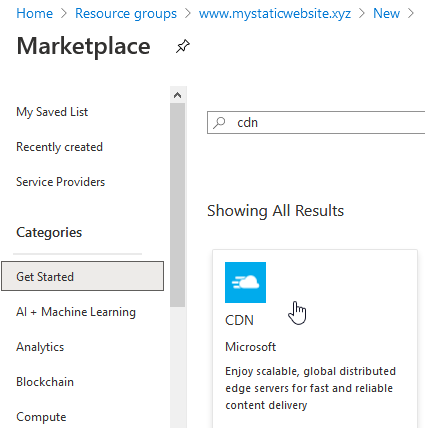 Home > Resource groups > www.mystaticwebsite.xyz > New >
Marketplace
My Saved List
Recently created
Service Providers
Categories
Get Started
AI + Machine Learning
Analytics
Blockchain
Compute
cdn
Showing All Results
CDN
Microsoft
Enjoy scalable, global distributed
edge servers for fast and reliable
content delivery